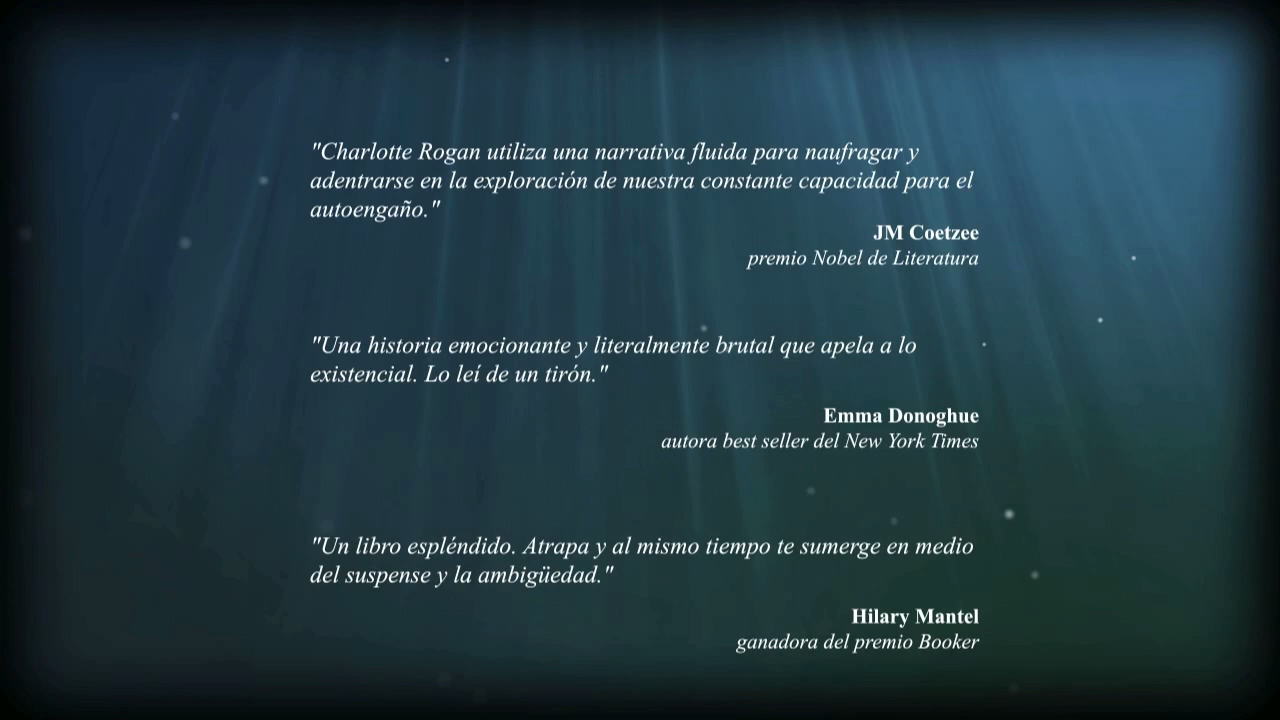 "Charlotte Rogan utiliza una narrativa fluida para naufragar y
adentrarse en la exploración de nuestra constante capacidad para el
autoengaño."
JM Coetzee
premio Nobel de Literatura
"Una historia emocionante y literalmente brutal que apela a lo
existencial. Lo leí de un tirón."
Emma Donoghue
autora best seller del New York Times
"Un libro espléndido. Atrapa y al mismo tiempo te sumerge en medio
del suspense y la ambigüedad."
Hilary Mantel
ganadora del premio Booker